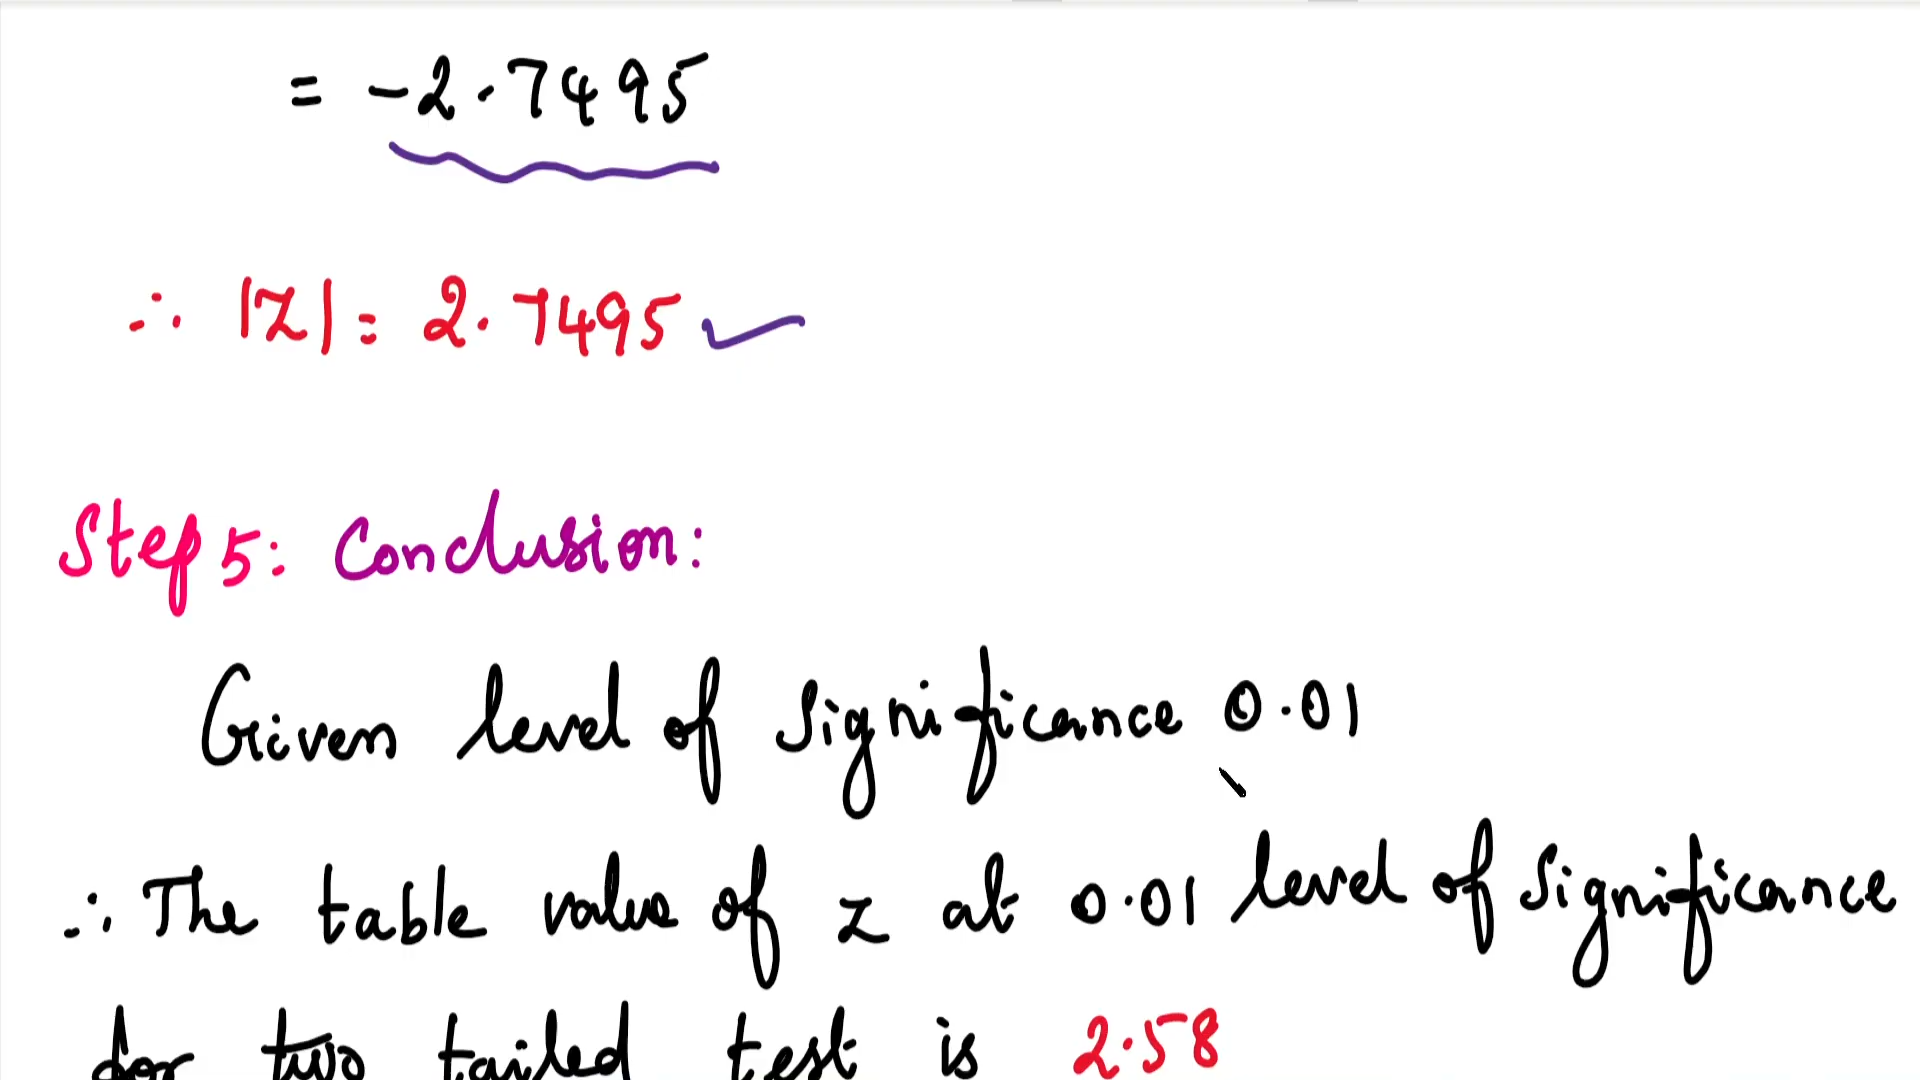 = -2.7495
∴ |Z| = 2.7495
Step 5: Conclusion:
Given level of Significance 0.01
∴ The table value of z at 0.01 level of Significance
for two tailed test is 2.58